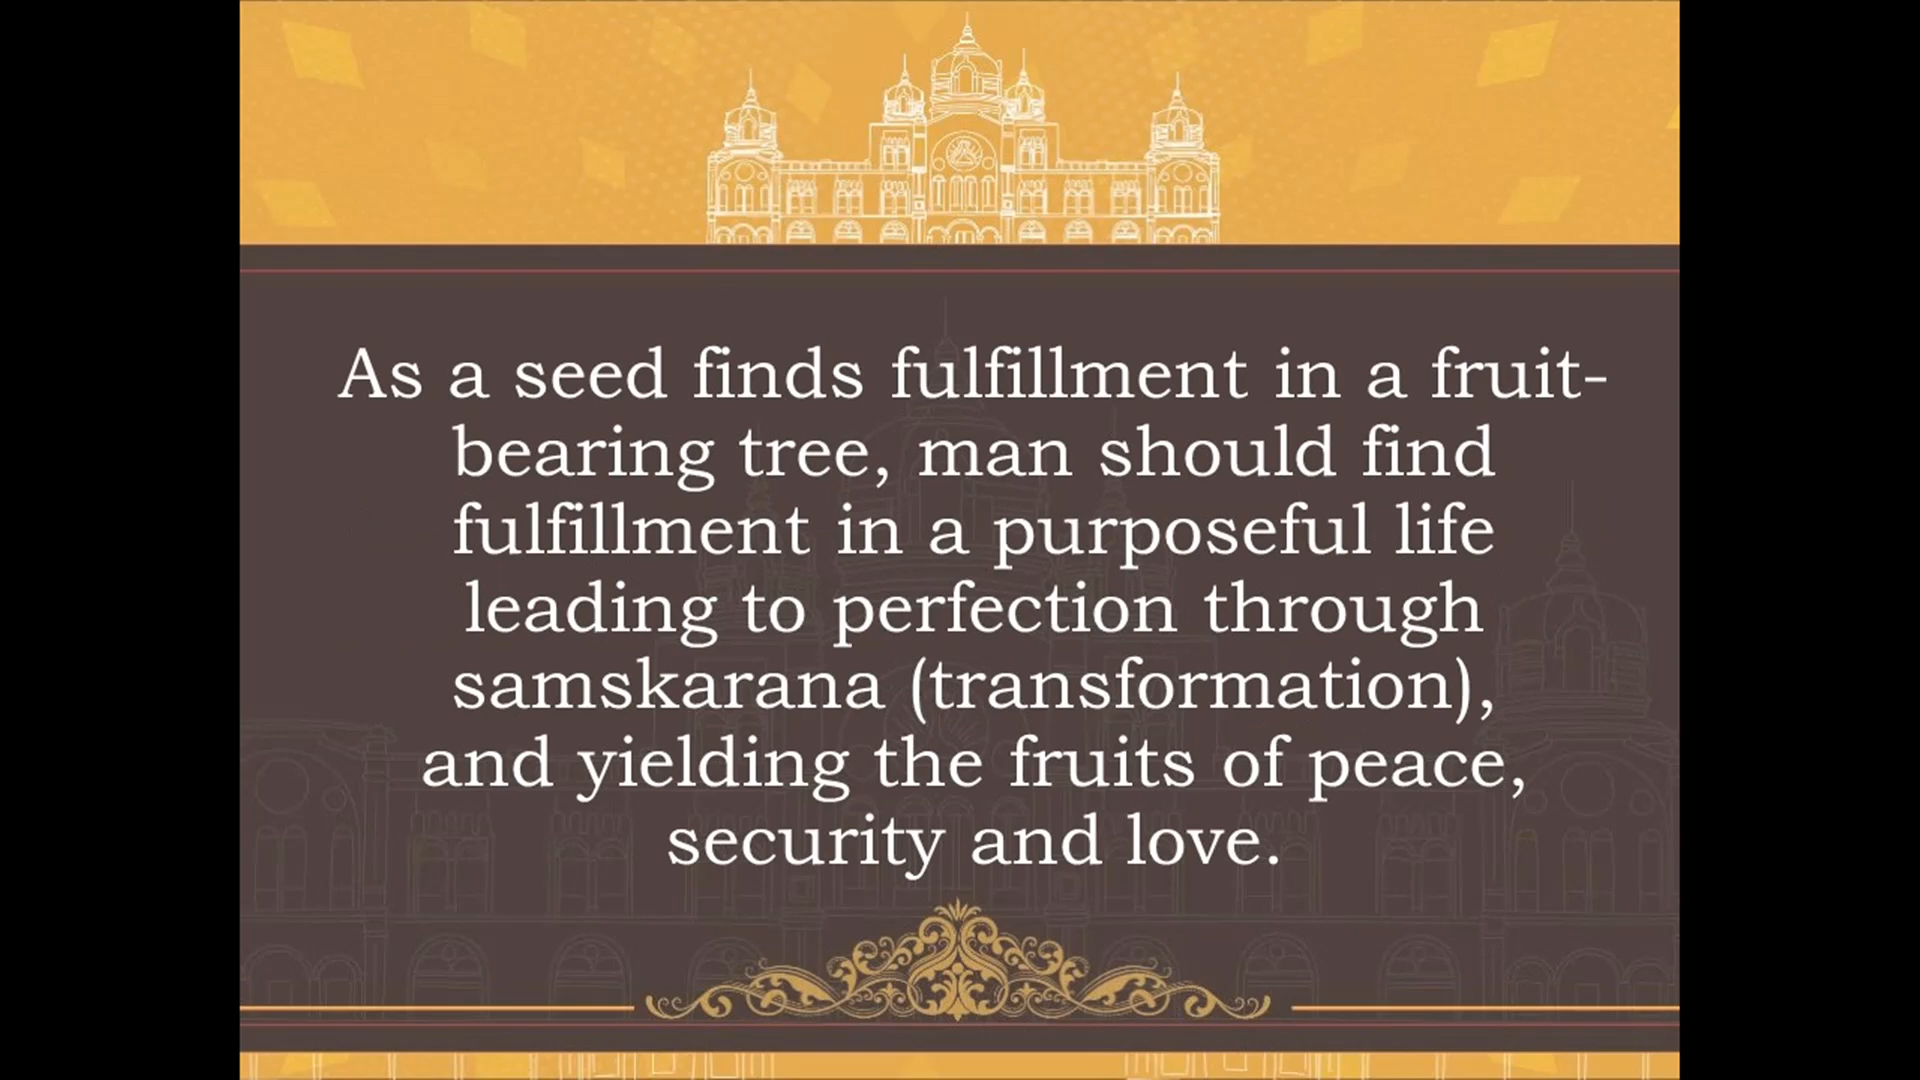 As a seed finds fulfillment in a fruit-
bearing tree, man should find
fulfillment in a purposeful life
leading to perfection through
samskarana (transformation),
and yielding the fruits of peace,
security and love.